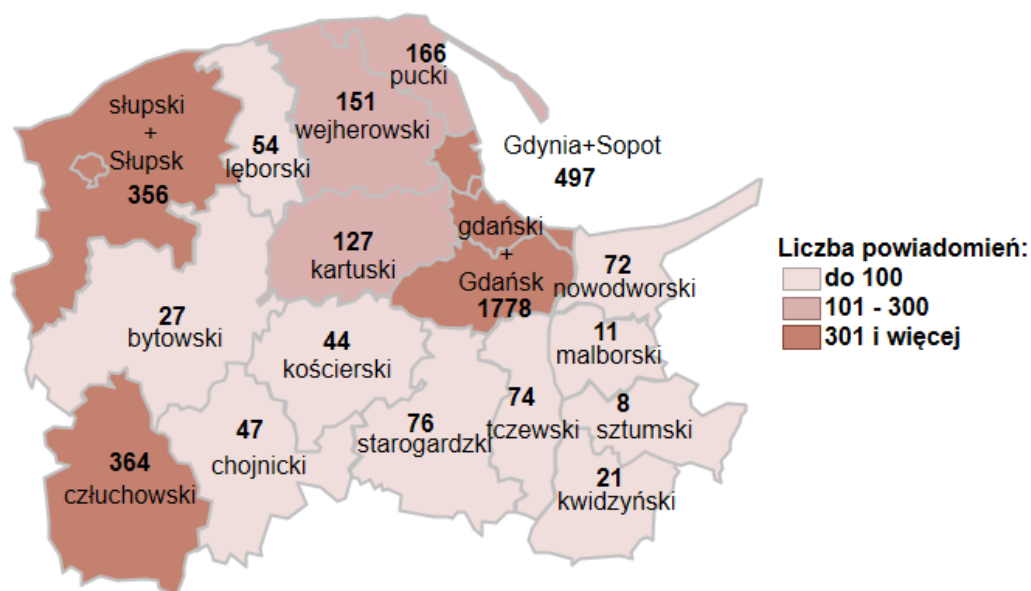 166
pucki
słupski
+
Słupsk
356
151
wejherowski
54
lęborski
Gdynia+Sopot
497
gdański
+
Gdańsk
1778
127
kartuski
72
nowodworski
Liczba powiadomień:
do 100
101 - 300
301 i więcej
27
bytowski
44
kościerski
11
malborski
364
człuchowski
47
chojnicki
76
starogardzki
74
tczewski
8
sztumski
21
kwidzyński